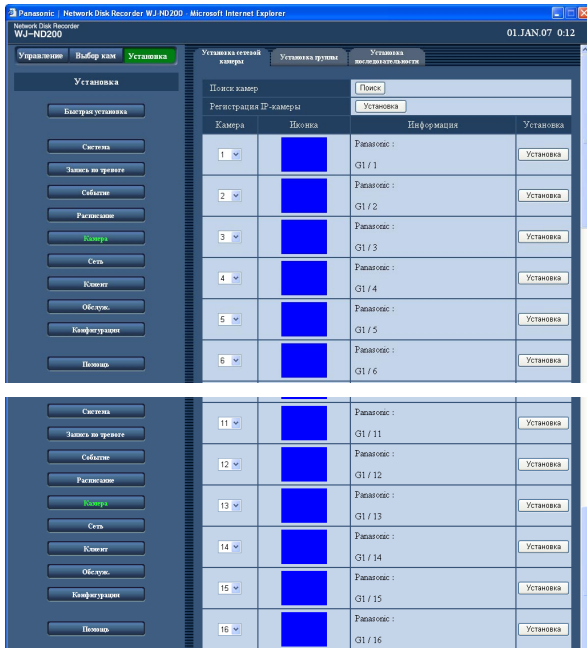 Panasonic | Network Disk Recorder WJ-ND200 - Microsoft Internet Explorer
Network Disk Recorder
WJ-ND200
01.JAN.07 0:12
Управление Выбор кам Установка
Установка сетевой камеры
Установка группы
Установка последовательности
Установка
Быстрая установка
Система
Запись по тревоге
Событие
Расписание
Камера
Сеть
Клиент
Обслуж.
Конфигурации
Помощь
Поиск камер Поиск
Регистрация IP-камеры Установка
Камера Иконка Информация Установка
1 Panasonic : Установка
G1 / 1
2 Panasonic : Установка
G1 / 2
3 Panasonic : Установка
G1 / 3
4 Panasonic : Установка
G1 / 4
5 Panasonic : Установка
G1 / 5
6 Panasonic : Установка
G1 / 6
Система
Запись по тревоге
Событие
Расписание
Камера
Сеть
Клиент
Обслуж.
Конфигурации
Помощь
11 Panasonic : Установка
G1 / 11
12 Panasonic : Установка
G1 / 12
13 Panasonic : Установка
G1 / 13
14 Panasonic : Установка
G1 / 14
15 Panasonic : Установка
G1 / 15
16 Panasonic : Установка
G1 / 16